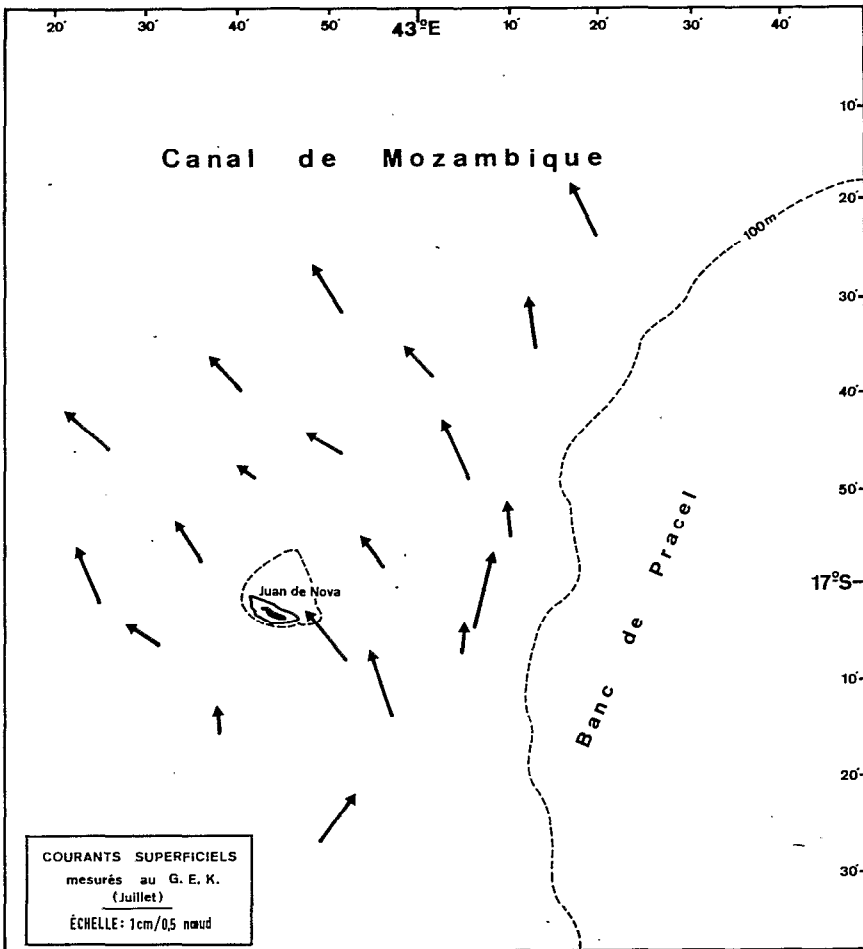 20' 30' 40' 50' 43°E 10' 20' 30' 40'
10'
Canal de Mozambique
20'
100m
30'
40'
50'
Banc de Pracel
17°S
Juan de Nova
10'
20'
30'
COURANTS SUPERFICIELS
mesurés au G. E. K.
(Juillet)
ÉCHELLE: 1cm/0,5 nœud